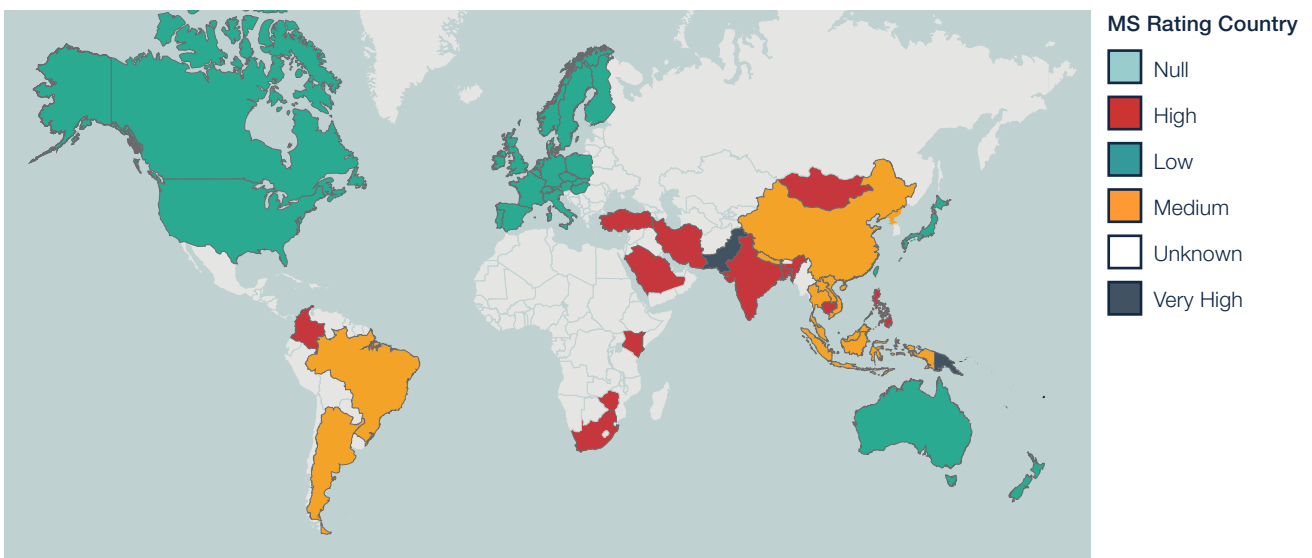 MS Rating Country
Null
High
Low
Medium
Unknown
Very High